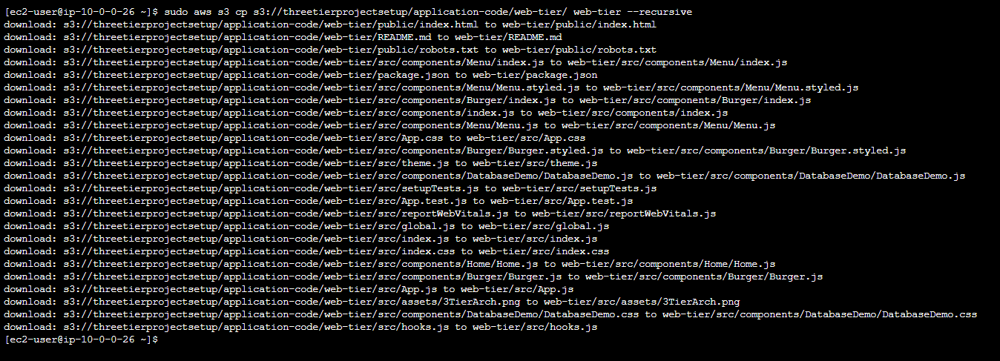 [ec2-user@ip-10-0-0-26 ~]$ sudo aws s3 cp s3://threetierprojectsetup/application-code/web-tier/ web-tier --recursive
download: s3://threetierprojectsetup/application-code/web-tier/public/index.html to web-tier/public/index.html
download: s3://threetierprojectsetup/application-code/web-tier/README.md to web-tier/README.md
download: s3://threetierprojectsetup/application-code/web-tier/public/robots.txt to web-tier/public/robots.txt
download: s3://threetierprojectsetup/application-code/web-tier/src/components/Menu/index.js to web-tier/src/components/Menu/index.js
download: s3://threetierprojectsetup/application-code/web-tier/package.json to web-tier/package.json
download: s3://threetierprojectsetup/application-code/web-tier/src/components/Menu/Menu.styled.js to web-tier/src/components/Menu/Menu.styled.js
download: s3://threetierprojectsetup/application-code/web-tier/src/components/Burger/index.js to web-tier/src/components/Burger/index.js
download: s3://threetierprojectsetup/application-code/web-tier/src/components/index.js to web-tier/src/components/index.js
download: s3://threetierprojectsetup/application-code/web-tier/src/components/Menu/Menu.js to web-tier/src/components/Menu/Menu.js
download: s3://threetierprojectsetup/application-code/web-tier/src/App.css to web-tier/src/App.css
download: s3://threetierprojectsetup/application-code/web-tier/src/components/Burger/Burger.styled.js to web-tier/src/components/Burger/Burger.styled.js
download: s3://threetierprojectsetup/application-code/web-tier/src/theme.js to web-tier/src/theme.js
download: s3://threetierprojectsetup/application-code/web-tier/src/components/DatabaseDemo/DatabaseDemo.js to web-tier/src/components/DatabaseDemo/DatabaseDemo.js
download: s3://threetierprojectsetup/application-code/web-tier/src/setupTests.js to web-tier/src/setupTests.js
download: s3://threetierprojectsetup/application-code/web-tier/src/App.test.js to web-tier/src/App.test.js
download: s3://threetierprojectsetup/application-code/web-tier/src/reportWebVitals.js to web-tier/src/reportWebVitals.js
download: s3://threetierprojectsetup/application-code/web-tier/src/global.js to web-tier/src/global.js
download: s3://threetierprojectsetup/application-code/web-tier/src/index.js to web-tier/src/index.js
download: s3://threetierprojectsetup/application-code/web-tier/src/index.css to web-tier/src/index.css
download: s3://threetierprojectsetup/application-code/web-tier/src/components/Home/Home.js to web-tier/src/components/Home/Home.js
download: s3://threetierprojectsetup/application-code/web-tier/src/components/Burger/Burger.js to web-tier/src/components/Burger/Burger.js
download: s3://threetierprojectsetup/application-code/web-tier/src/App.js to web-tier/src/App.js
download: s3://threetierprojectsetup/application-code/web-tier/src/assets/3TierArch.png to web-tier/src/assets/3TierArch.png
download: s3://threetierprojectsetup/application-code/web-tier/src/components/DatabaseDemo/DatabaseDemo.css to web-tier/src/components/DatabaseDemo/DatabaseDemo.css
download: s3://threetierprojectsetup/application-code/web-tier/src/hooks.js to web-tier/src/hooks.js
[ec2-user@ip-10-0-0-26 ~]$